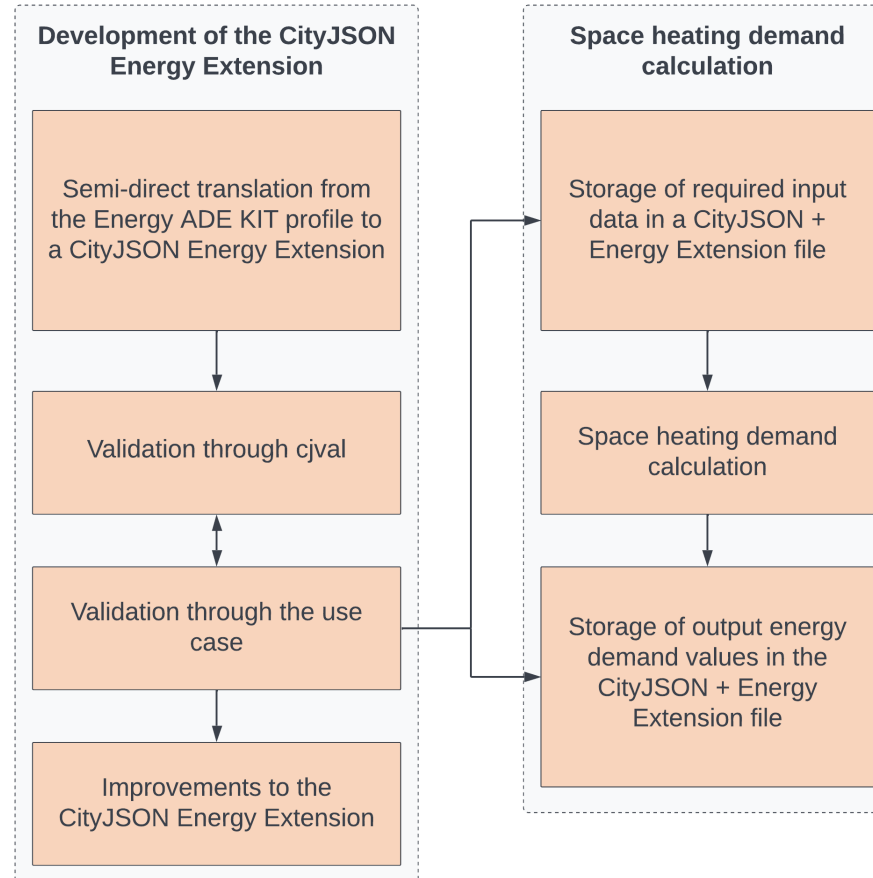 Development of the CityJSON
Energy Extension
Semi-direct translation from
the Energy ADE KIT profile to
a CityJSON Energy Extension
Validation through cjval
Validation through the use
case
Improvements to the
CityJSON Energy Extension
Space heating demand
calculation
Storage of required input
data in a CityJSON +
Energy Extension file
Space heating demand
calculation
Storage of output energy
demand values in the
CityJSON + Energy
Extension file